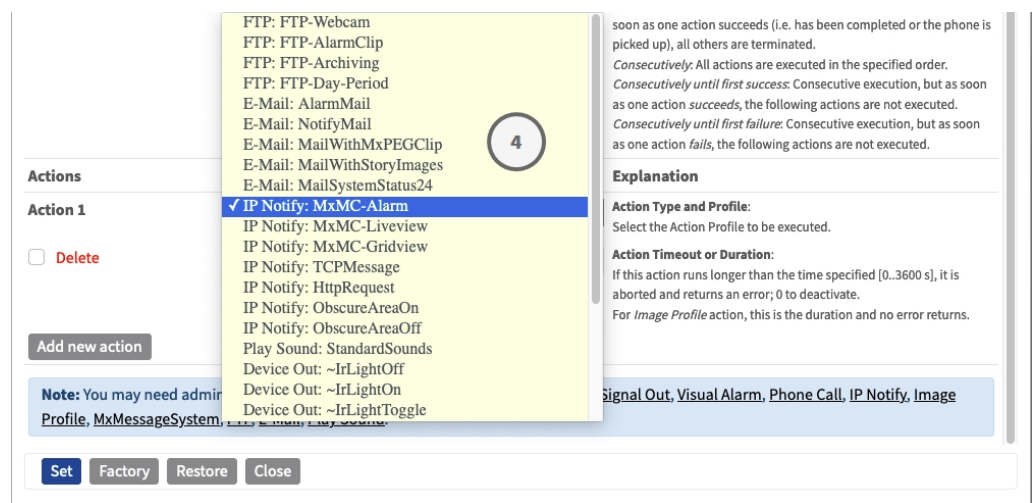 FTP: FTP-Webcam
FTP: FTP-AlarmClip
FTP: FTP-Archiving
FTP: FTP-Day-Period
E-Mail: AlarmMail
E-Mail: NotifyMail
E-Mail: MailWithMxPEGClip
E-Mail: MailWithStoryImages
E-Mail: MailSystemStatus24
✓ IP Notify: MxMC-Alarm
IP Notify: MxMC-Liveview
IP Notify: MxMC-Gridview
IP Notify: TCPMessage
IP Notify: HttpRequest
IP Notify: ObscureAreaOn
IP Notify: ObscureAreaOff
Play Sound: StandardSounds
Device Out: ~IrLightOff
Device Out: ~IrLightOn
Device Out: ~IrLightToggle
4
soon as one action succeeds (i.e. has been completed or the phone is
picked up), all others are terminated.
Consecutively: All actions are executed in the specified order.
Consecutively until first success: Consecutive execution, but as soon
as one action succeeds, the following actions are not executed.
Consecutively until first failure: Consecutive execution, but as soon
as one action fails, the following actions are not executed.
Actions
Explanation
Action 1
Delete
Action Type and Profile:
Select the Action Profile to be executed.
Action Timeout or Duration:
If this action runs longer than the time specified [0..3600 s], it is
aborted and returns an error; 0 to deactivate.
For Image Profile action, this is the duration and no error returns.
Add new action
Note: You may need admin Signal Out, Visual Alarm, Phone Call, IP Notify, Image
Profile, MxMessageSystem, FTP, E-Mail, Play Sound.
Set Factory Restore Close